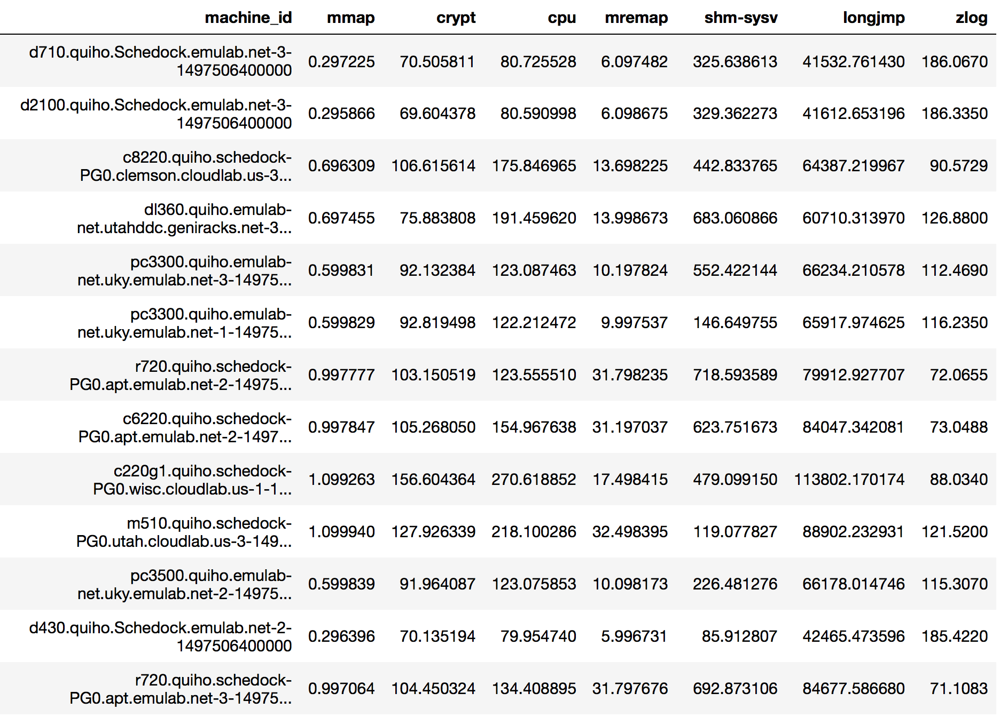 machine_id mmap crypt cpu mremap shm-sysv longjmp zlog
d710.quiho.Schedock.emulab.net-3-
1497506400000 0.297225 70.505811 80.725528 6.097482 325.638613 41532.761430 186.0670
d2100.quiho.Schedock.emulab.net-3-
1497506400000 0.295866 69.604378 80.590998 6.098675 329.362273 41612.653196 186.3350
c8220.quiho.schedock-
PG0.clemson.cloudlab.us-3... 0.696309 106.615614 175.846965 13.698225 442.833765 64387.219967 90.5729
dl360.quiho.emulab-
net.utahddc.geniracks.net-3... 0.697455 75.883808 191.459620 13.998673 683.060866 60710.313970 126.8800
pc3300.quiho.emulab-
net.uky.emulab.net-3-14975... 0.599831 92.132384 123.087463 10.197824 552.422144 66234.210578 112.4690
pc3300.quiho.emulab-
net.uky.emulab.net-1-14975... 0.599829 92.819498 122.212472 9.997537 146.649755 65917.974625 116.2350
r720.quiho.schedock-
PG0.apt.emulab.net-2-14975... 0.997777 103.150519 123.555510 31.798235 718.593589 79912.927707 72.0655
c6220.quiho.schedock-
PG0.apt.emulab.net-2-1497... 0.997847 105.268050 154.967638 31.197037 623.751673 84047.342081 73.0488
c220g1.quiho.schedock-
PG0.wisc.cloudlab.us-1-1... 1.099263 156.604364 270.618852 17.498415 479.099150 113802.170174 88.0340
m510.quiho.schedock-
PG0.utah.cloudlab.us-3-149... 1.099940 127.926339 218.100286 32.498395 119.077827 88902.232931 121.5200
pc3500.quiho.emulab-
net.uky.emulab.net-2-14975... 0.599839 91.964087 123.075853 10.098173 226.481276 66178.014746 115.3070
d430.quiho.Schedock.emulab.net-2-
1497506400000 0.296396 70.135194 79.954740 5.996731 85.912807 42465.473596 185.4220
r720.quiho.schedock-
PG0.apt.emulab.net-3-14975... 0.997064 104.450324 134.408895 31.797676 692.873106 84677.586680 71.1083